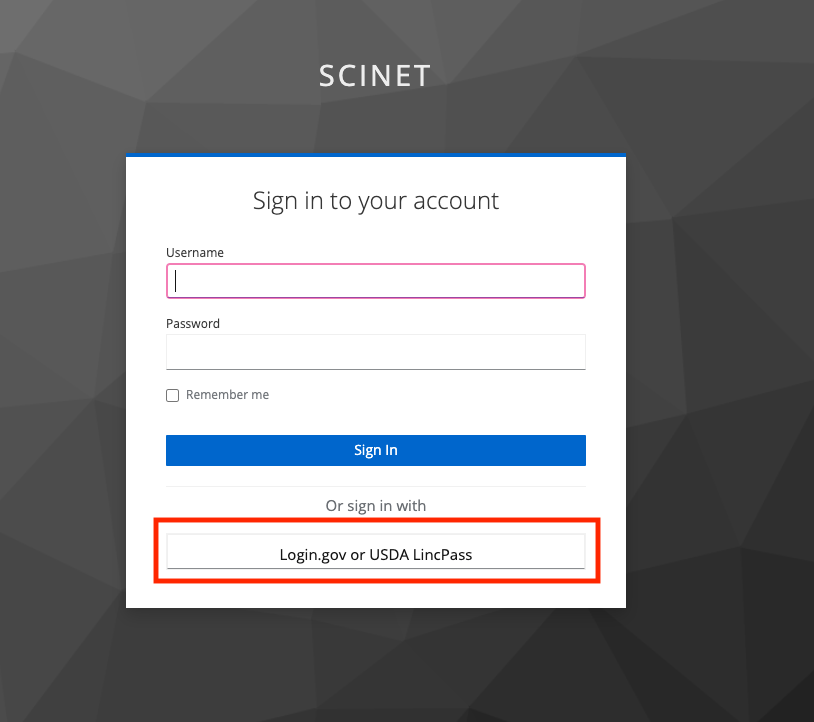 SCINET
Sign in to your account
Username
Password
Remember me
Sign In
Or sign in with
Login.gov or USDA LincPass